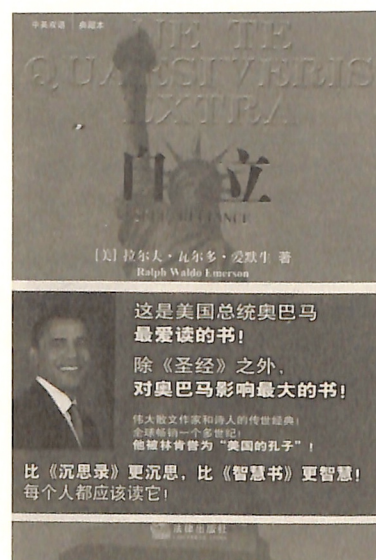 中英双语 | 典藏本
NE TE
QUAESIVERIS
EXTRA
自立
SELF-RELIANCE
[美] 拉尔夫·瓦尔多·爱默生 著
Ralph Waldo Emerson
这是美国总统奥巴马
最爱读的书！
除《圣经》之外，
对奥巴马影响最大的书！
伟大散文作家和诗人的传世经典！
全球畅销一个多世纪！
他被林肯誉为“美国的孔子”！
比《沉思录》更沉思，比《智慧书》更智慧！
每个人都应该读它！
法律出版社